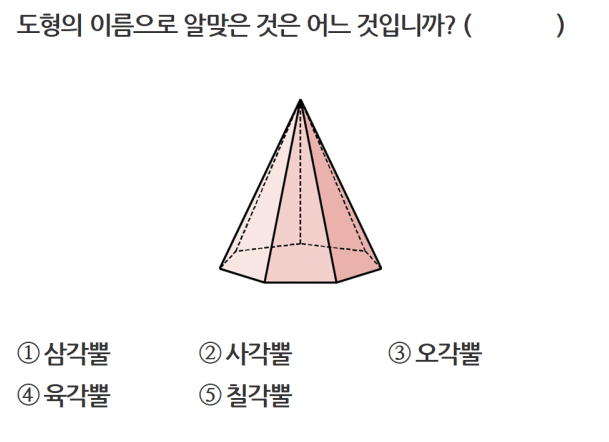 도형의 이름으로 알맞은 것은 어느 것입니까? (          )
① 삼각뿔 ② 사각뿔 ③ 오각뿔
④ 육각뿔 ⑤ 칠각뿔